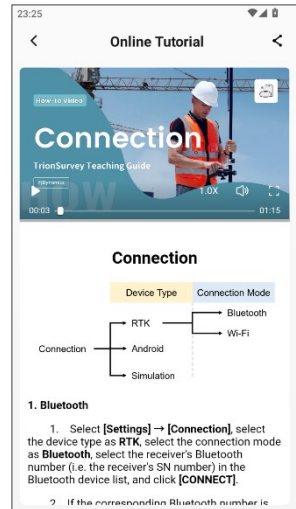 23:25
Online Tutorial
How-to Video
Connection
TrionSurvey Teaching Guide
FJDynamics
1.0X
00:03
01:15
Connection
Device Type
Connection Mode
Connection
RTK
Android
Simulation
Bluetooth
Wi-Fi
1. Bluetooth
1. Select [Settings] → [Connection], select
the device type as RTK, select the connection mode
as Bluetooth, select the receiver's Bluetooth
number (i.e. the receiver's SN number) in the
Bluetooth device list, and click [CONNECT].
2. If the corresponding Bluetooth number is